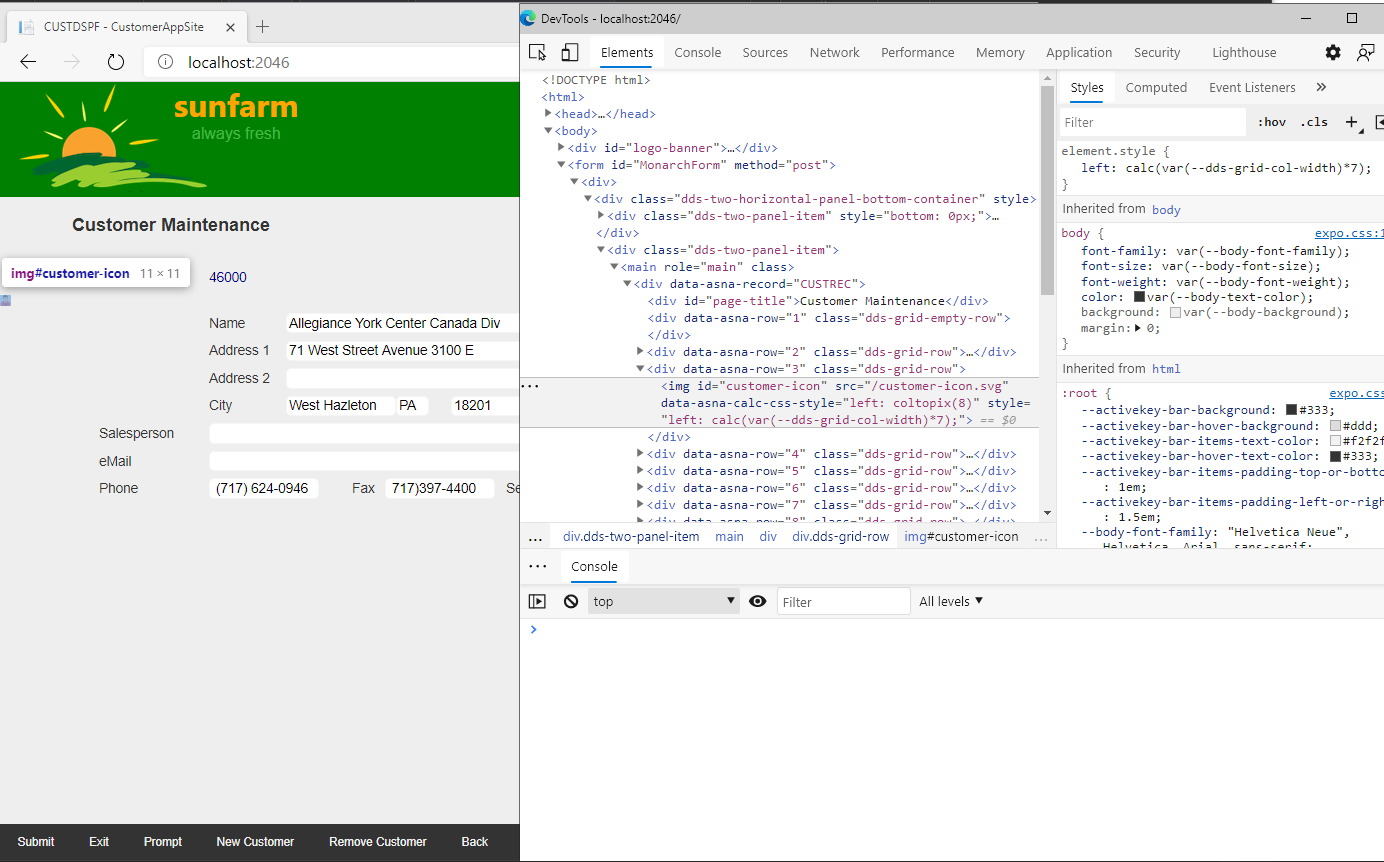 CUSTDSPF - CustomerAppSite
localhost:2046
sunfarm
always fresh
Customer Maintenance
img#customer-icon 11 × 11
46000
Name Allegiance York Center Canada Div
Address 1 71 West Street Avenue 3100 E
Address 2
City West Hazleton PA 18201
Salesperson
eMail
Phone (717) 624-0946 Fax 717)397-4400 Se
Submit Exit Prompt New Customer Remove Customer Back
DevTools - localhost:2046/
Elements Console Sources Network Performance Memory Application Security Lighthouse
<!DOCTYPE html>
<html>
<head>…</head>
<body>
<div id="logo-banner">…</div>
<form id="MonarchForm" method="post">
<div>
<div class="dds-two-horizontal-panel-bottom-container" style>
<div class="dds-two-panel-item" style="bottom: 0px;">…
</div>
<div class="dds-two-panel-item">
<main role="main" class>
<div data-asna-record="CUSTREC">
<div id="page-title">Customer Maintenance</div>
<div data-asna-row="1" class="dds-grid-empty-row">
</div>
<div data-asna-row="2" class="dds-grid-row">…</div>
<div data-asna-row="3" class="dds-grid-row">
<img id="customer-icon" src="/customer-icon.svg"
data-asna-calc-css-style="left: coltopix(8)" style=
"left: calc(var(--dds-grid-col-width)*7);"> == $0
</div>
<div data-asna-row="4" class="dds-grid-row">…</div>
<div data-asna-row="5" class="dds-grid-row">…</div>
<div data-asna-row="6" class="dds-grid-row">…</div>
<div data-asna-row="7" class="dds-grid-row">…</div>
<div data-asna-row="8" class="dds-grid-row">…</div>
... div.dds-two-panel-item main div div.dds-grid-row img#customer-icon ...
Styles Computed Event Listeners »
Filter :hov .cls +
element.style {
left: calc(var(--dds-grid-col-width)*7);
}
Inherited from body
body { expo.css:1
font-family: var(--body-font-family);
font-size: var(--body-font-size);
font-weight: var(--body-font-weight);
color: var(--body-text-color);
background: var(--body-background);
margin: 0;
}
Inherited from html
:root { expo.css
--activekey-bar-background: #333;
--activekey-bar-hover-background: #ddd;
--activekey-bar-items-text-color: #f2f2f
--activekey-bar-hover-text-color: #333;
--activekey-bar-items-padding-top-or-botto
: 1em;
--activekey-bar-items-padding-left-or-righ
: 1.5em;
--body-font-family: "Helvetica Neue",
Helvetica, Arial, sans-serif;
Console
top Filter All levels